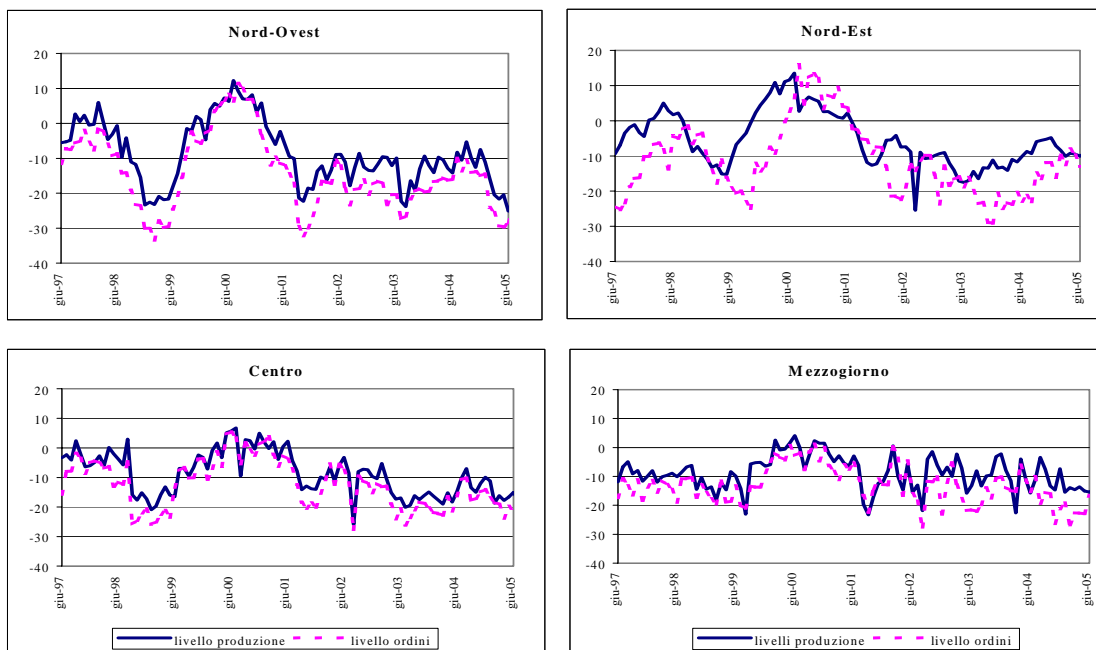 Nord-Ovest
20
10
0
-10
-20
-30
-40
giu-97
giu-98
giu-99
giu-00
giu-01
giu-02
giu-03
giu-04
giu-05
Nord-Est
20
10
0
-10
-20
-30
-40
giu-97
giu-98
giu-99
giu-00
giu-01
giu-02
giu-03
giu-04
giu-05
Centro
20
10
0
-10
-20
-30
-40
giu-97
giu-98
giu-99
giu-00
giu-01
giu-02
giu-03
giu-04
giu-05
livello produzione livello ordini
Mezzogiorno
20
10
0
-10
-20
-30
-40
giu-97
giu-98
giu-99
giu-00
giu-01
giu-02
giu-03
giu-04
giu-05
livelli produzione livello ordini